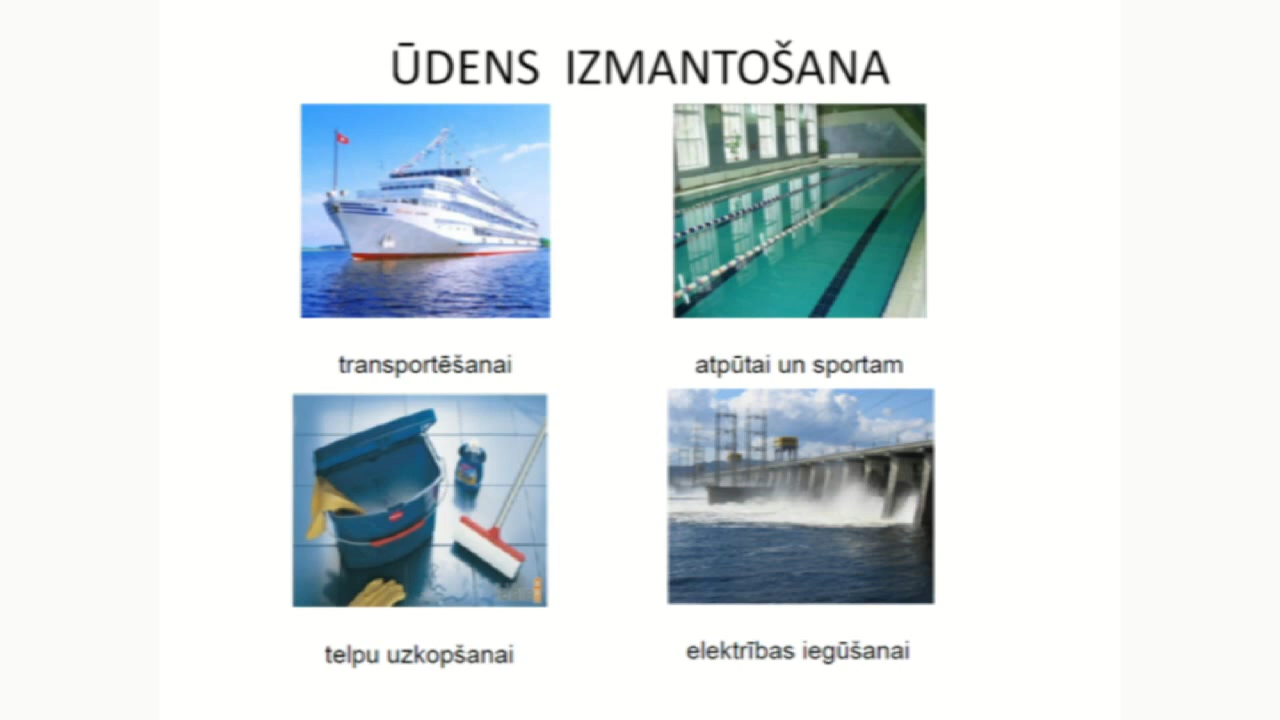 ŪDENS IZMANTOŠANA
transportēšanai
atpūtai un sportam
telpu uzkopšanai
elektrības iegūšanai